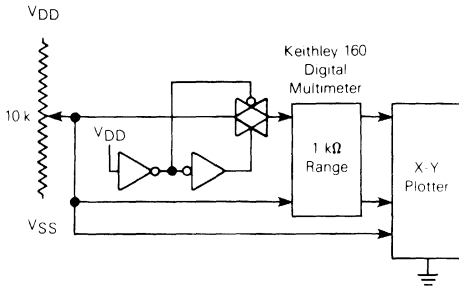 VDD
10 k
VDD
VSS
Keithley 160
Digital
Multimeter
1 kΩ
Range
X-Y
Plotter